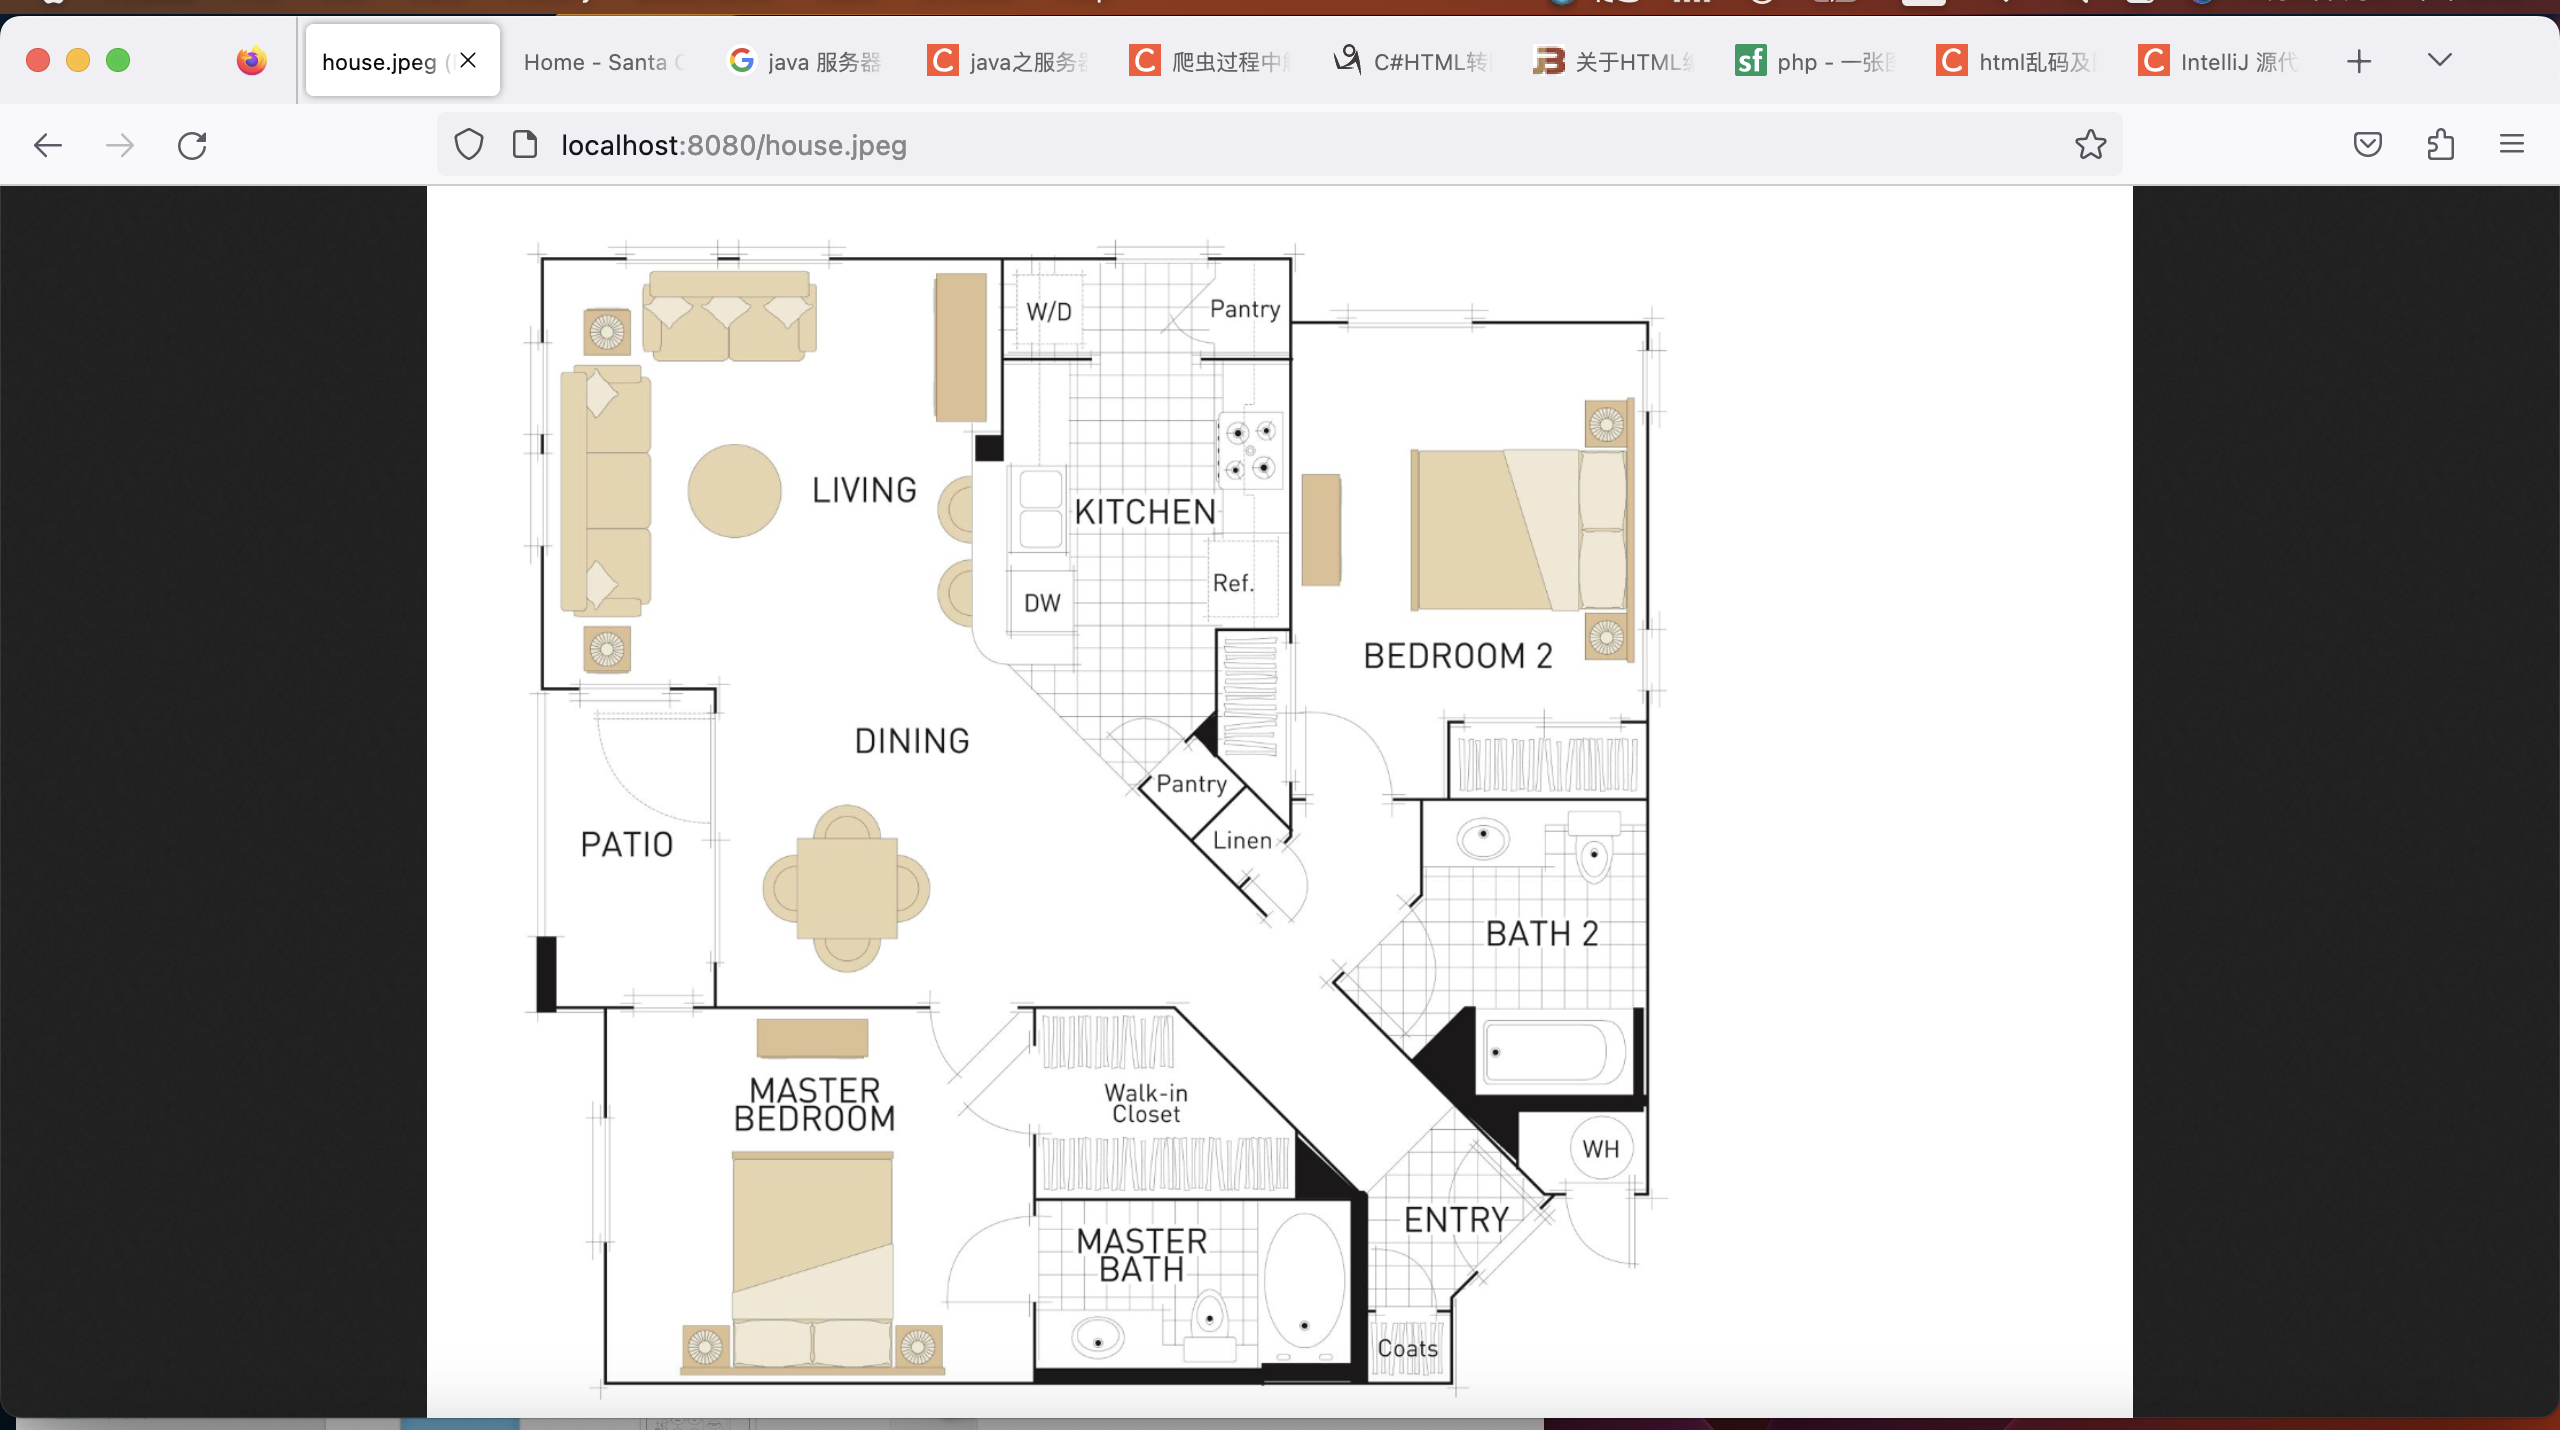 house.jpeg (
Home - Santa
java 服务器
java之服务
爬虫过程中
C#HTML转
关于HTML
php - 一张
html乱码及
IntelliJ 源代
localhost:8080/house.jpeg
W/D
Pantry
LIVING
KITCHEN
Ref.
DW
BEDROOM 2
DINING
Pantry
Linen
PATIO
BATH 2
MASTER
BEDROOM
Walk-in
Closet
WH
ENTRY
MASTER
BATH
Coats